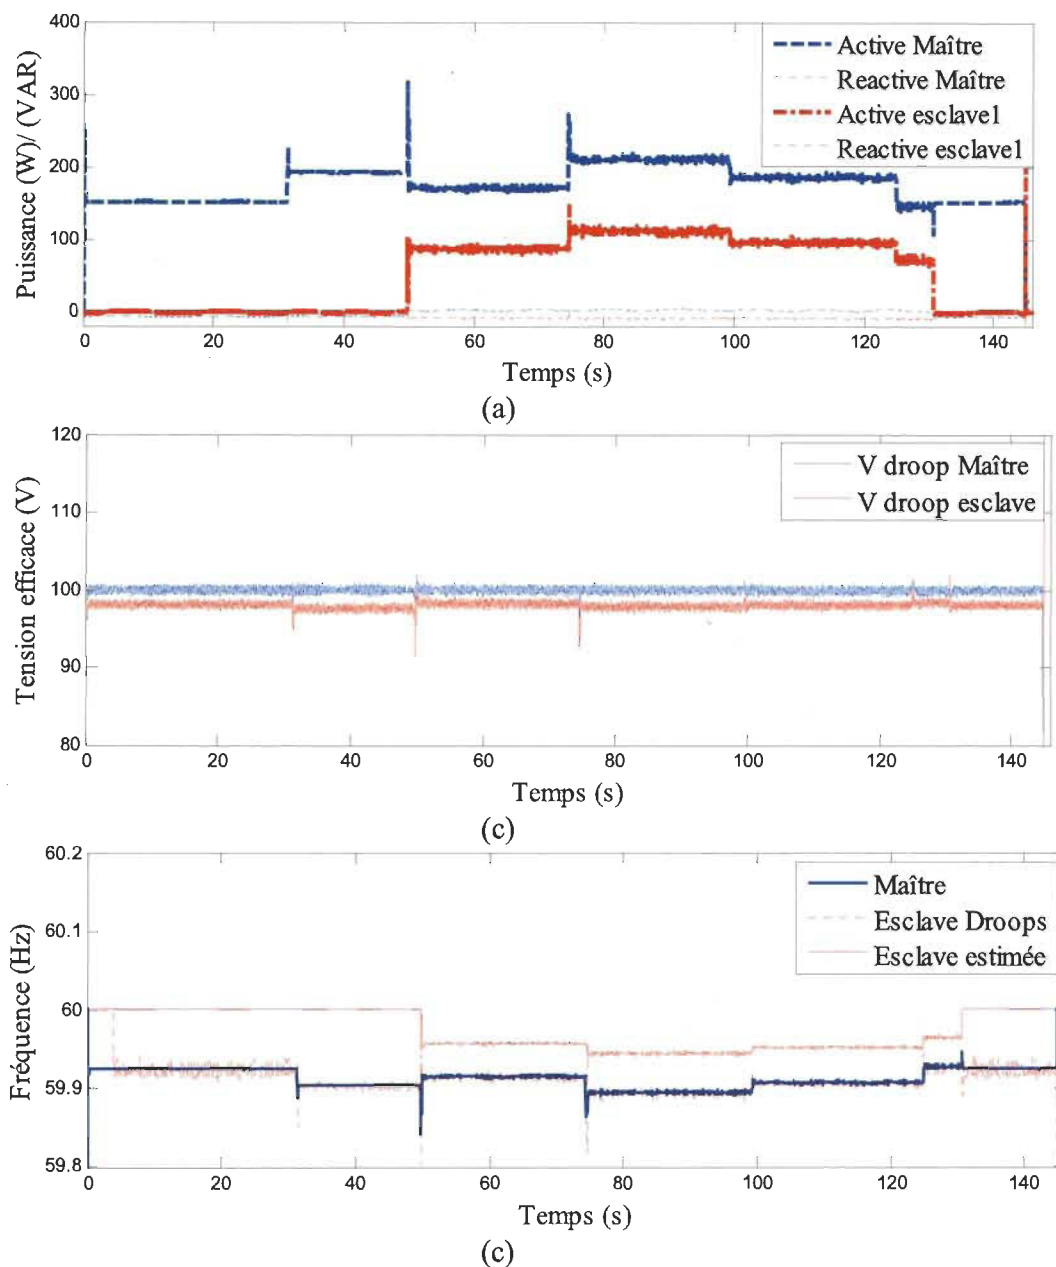 400
300
200
100
0
Puissance (W)/ (VAR)
Active Maître
Reactive Maître
Active esclave1
Reactive esclave1
0 20 40 60 80 100 120 140
Temps (s)
(a)
120
110
100
90
80
Tension efficace (V)
V droop Maître
V droop esclave
0 20 40 60 80 100 120 140
Temps (s)
(c)
60.2
60.1
60
59.9
59.8
Fréquence (Hz)
Maître
Esclave Droops
Esclave estimée
0 20 40 60 80 100 120 140
Temps (s)
(c)